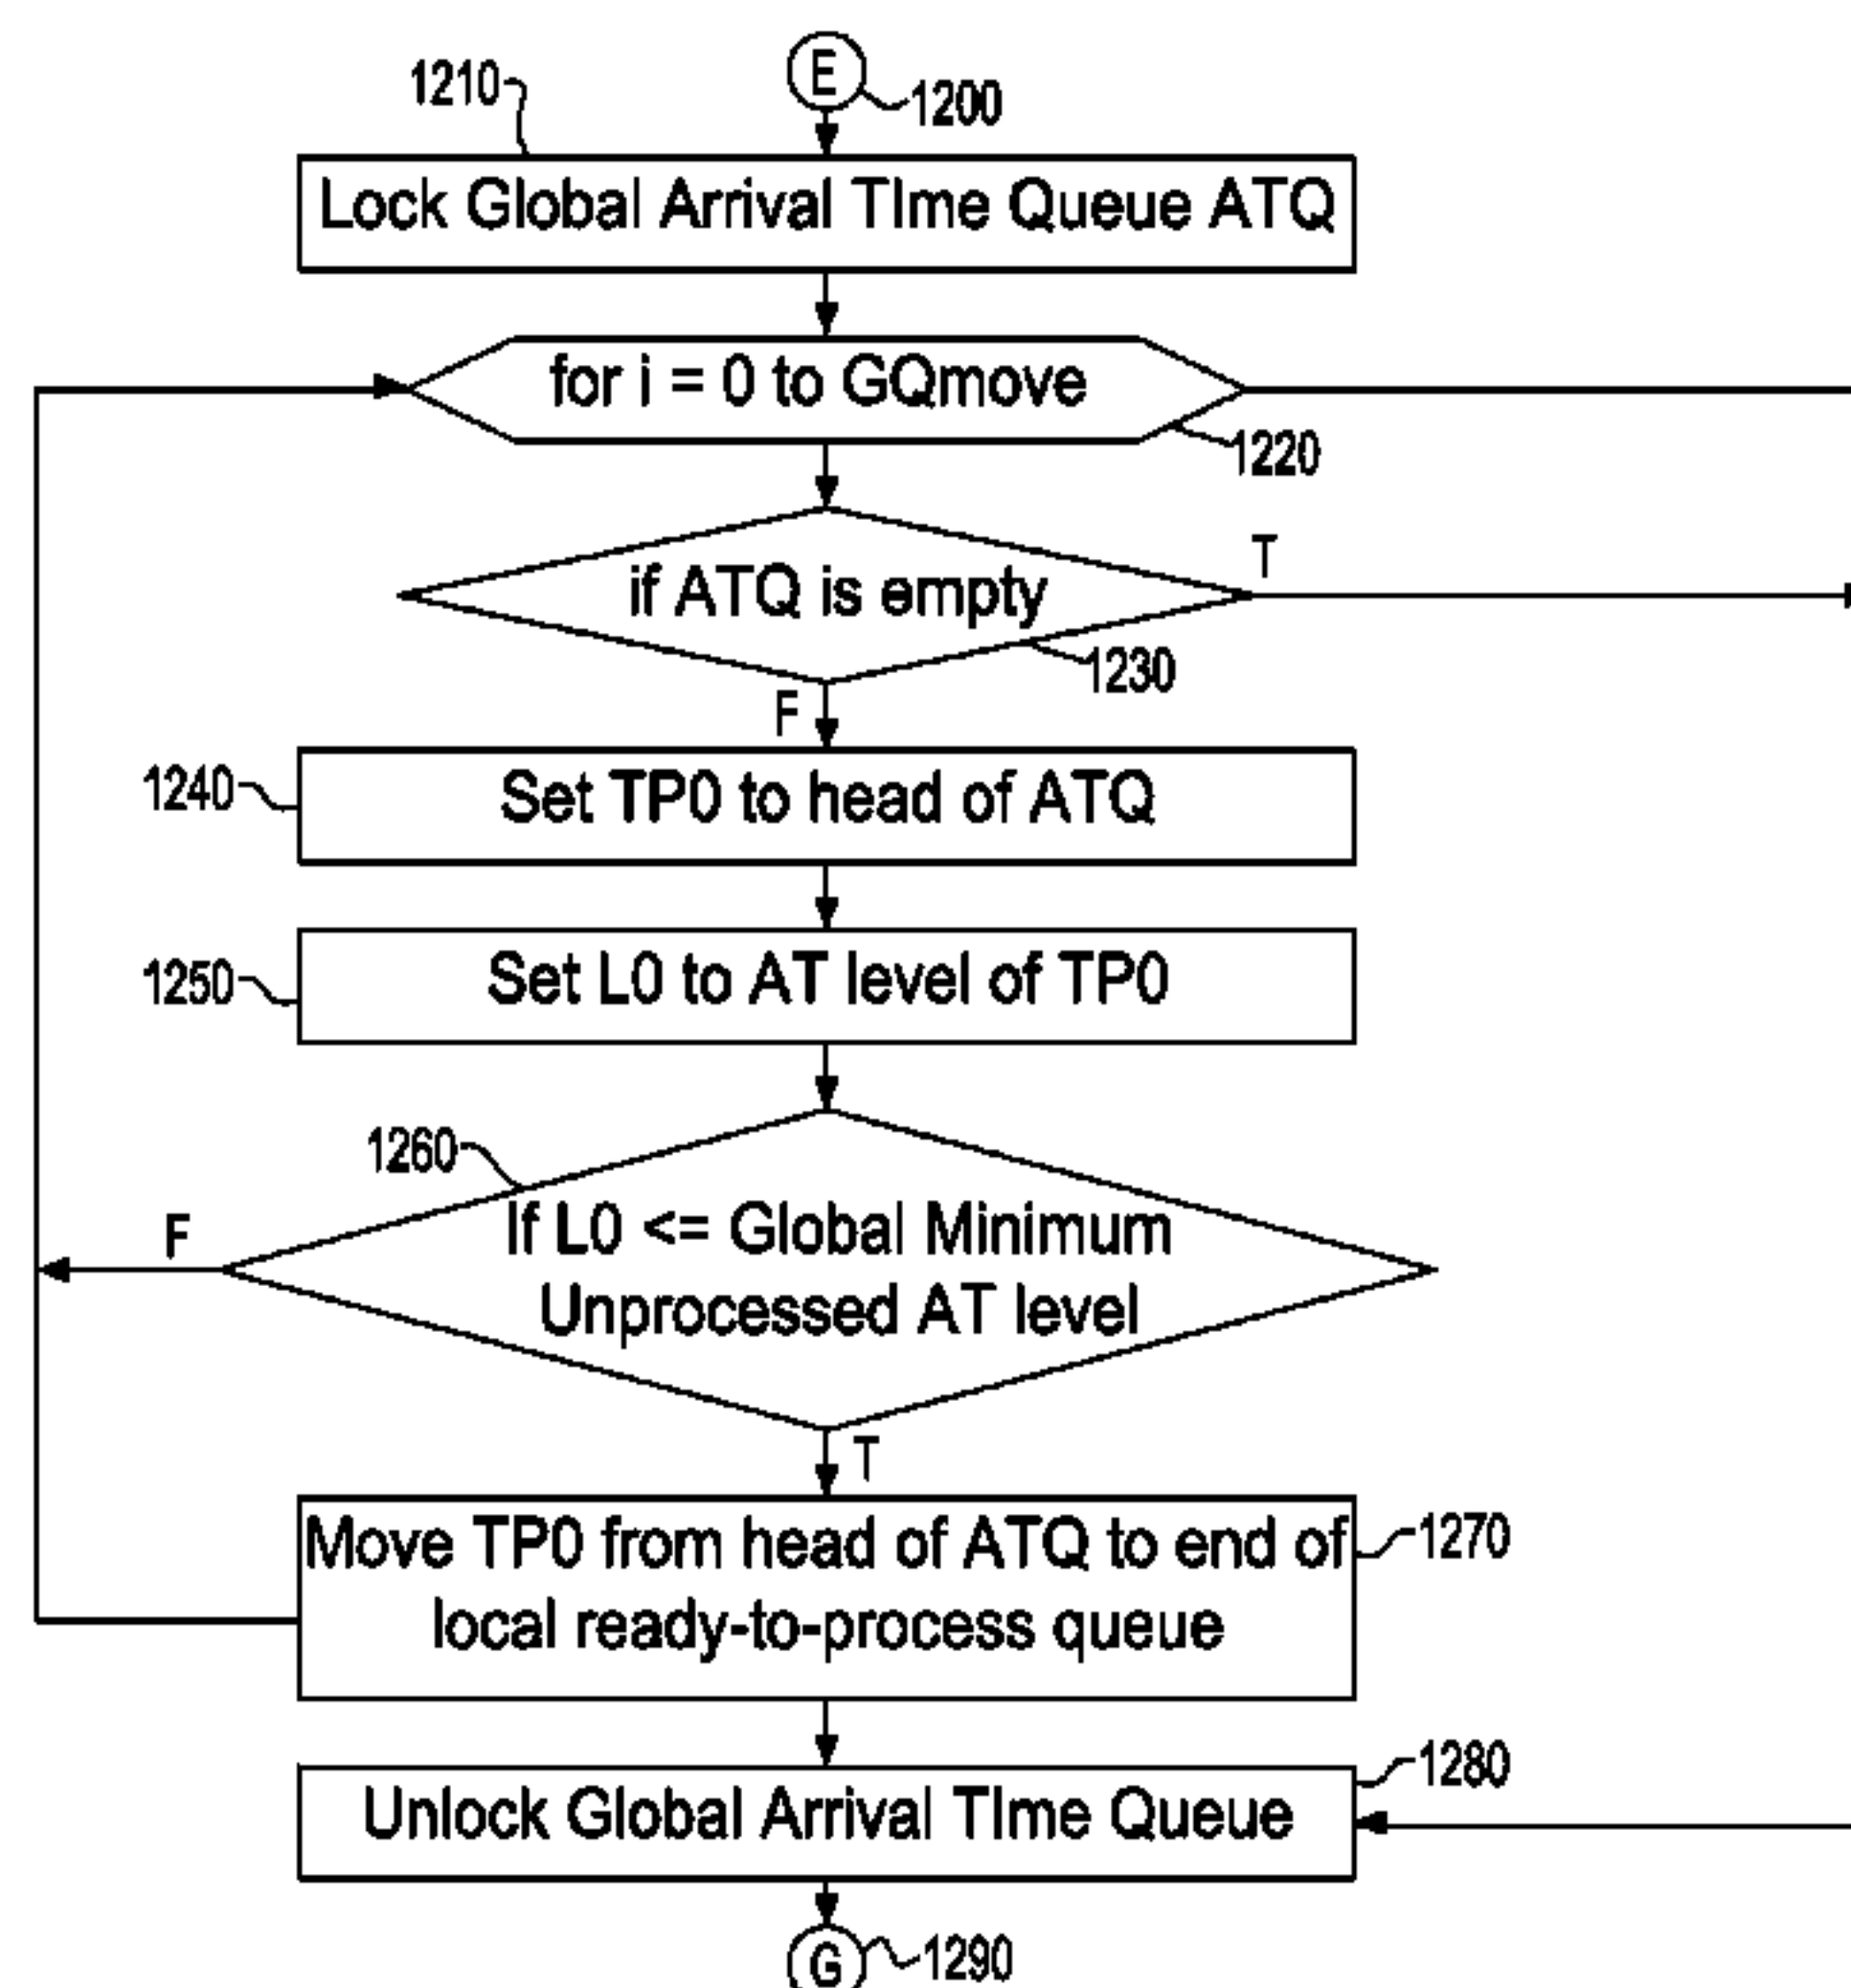 E
1210
1200
Lock Global Arrival TIme Queue ATQ
for i = 0 to GQmove
1220
if ATQ is empty
T
1230
F
1240
Set TP0 to head of ATQ
1250
Set L0 to AT level of TP0
1260
If L0 <= Global Minimum
Unprocessed AT level
F
T
Move TP0 from head of ATQ to end of
local ready-to-process queue
1270
1280
Unlock Global Arrival TIme Queue
G
1290